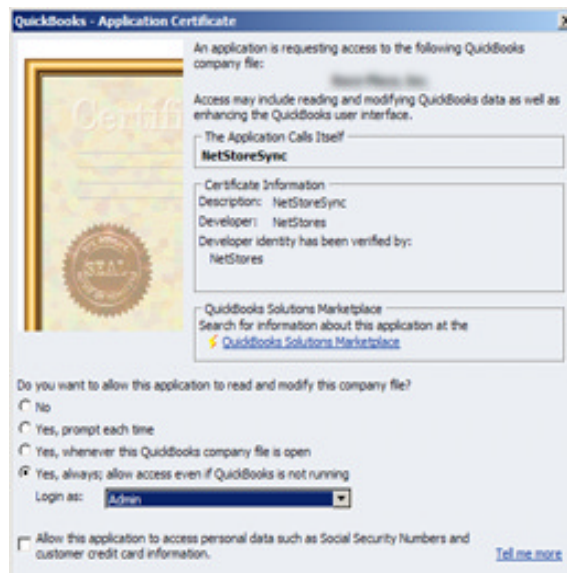 QuickBooks - Application Certificate
An application is requesting access to the following QuickBooks
company file:
Access may include reading and modifying QuickBooks data as well as
enhancing the QuickBooks user interface.
Certifi
The Application Calls Itself
NetStoreSync
Certificate Information
Description: NetStoreSync
Developer: NetStores
Developer identity has been verified by:
NetStores
SEAL
QuickBooks Solutions Marketplace
Search for information about this application at the
QuickBooks Solutions Marketplace
Do you want to allow this application to read and modify this company file?
No
Yes, prompt each time
Yes, whenever this QuickBooks company file is open
Yes, always; allow access even if QuickBooks is not running
Login as: Admin
Allow this application to access personal data such as Social Security Numbers and
customer credit card information.
Tell me more